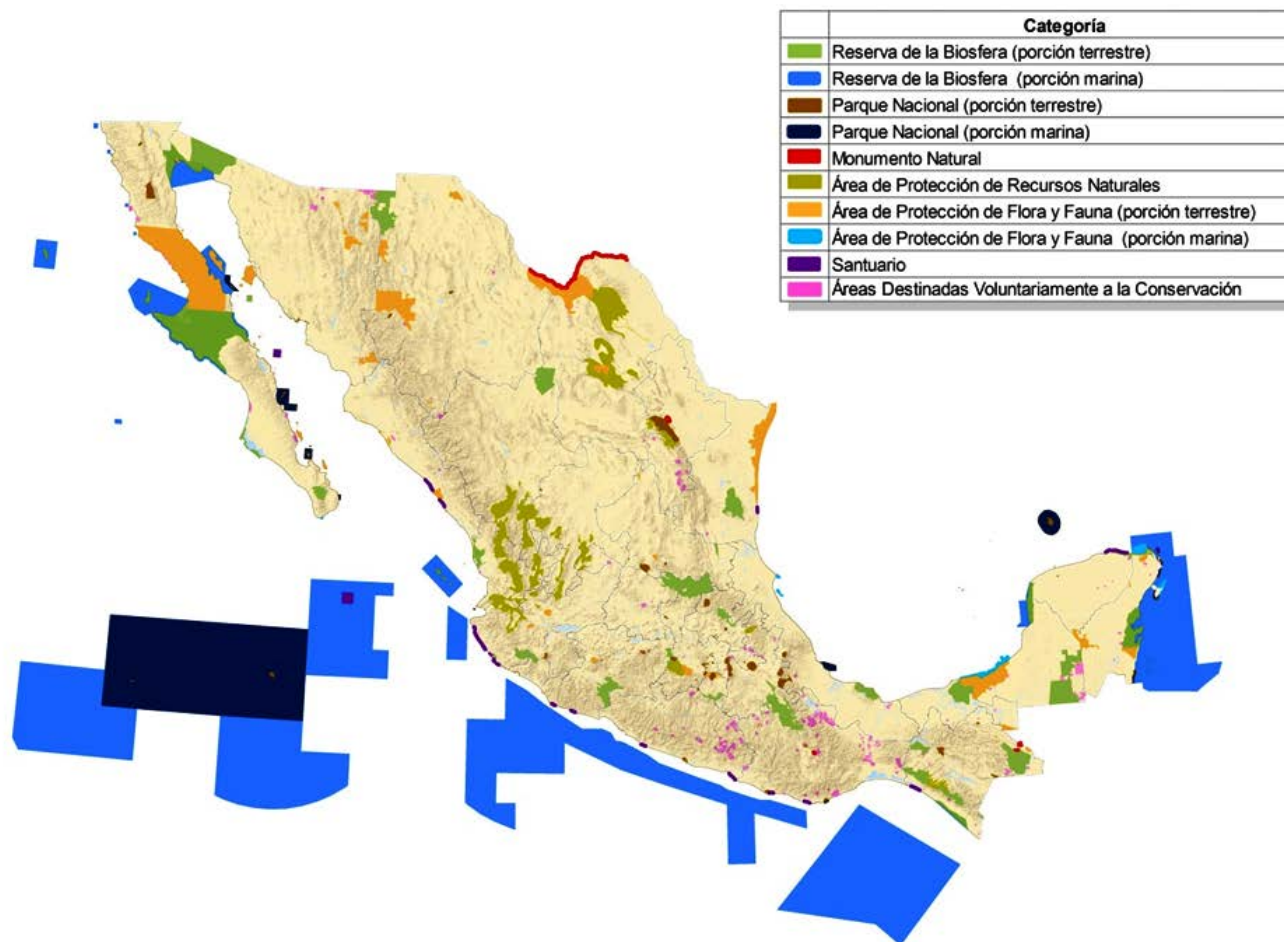 Categoría
Reserva de la Biosfera (porción terrestre)
Reserva de la Biosfera (porción marina)
Parque Nacional (porción terrestre)
Parque Nacional (porción marina)
Monumento Natural
Área de Protección de Recursos Naturales
Área de Protección de Flora y Fauna (porción terrestre)
Área de Protección de Flora y Fauna (porción marina)
Santuario
Áreas Destinadas Voluntariamente a la Conservación